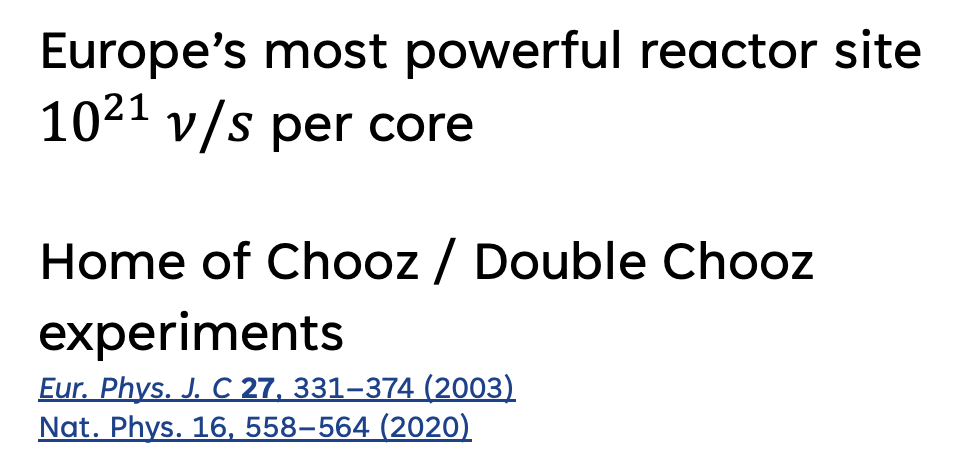 Europe’s most powerful reactor site
10²¹ ν/s per core
Home of Chooz / Double Chooz
experiments
Eur. Phys. J. C 27, 331–374 (2003)
Nat. Phys. 16, 558–564 (2020)